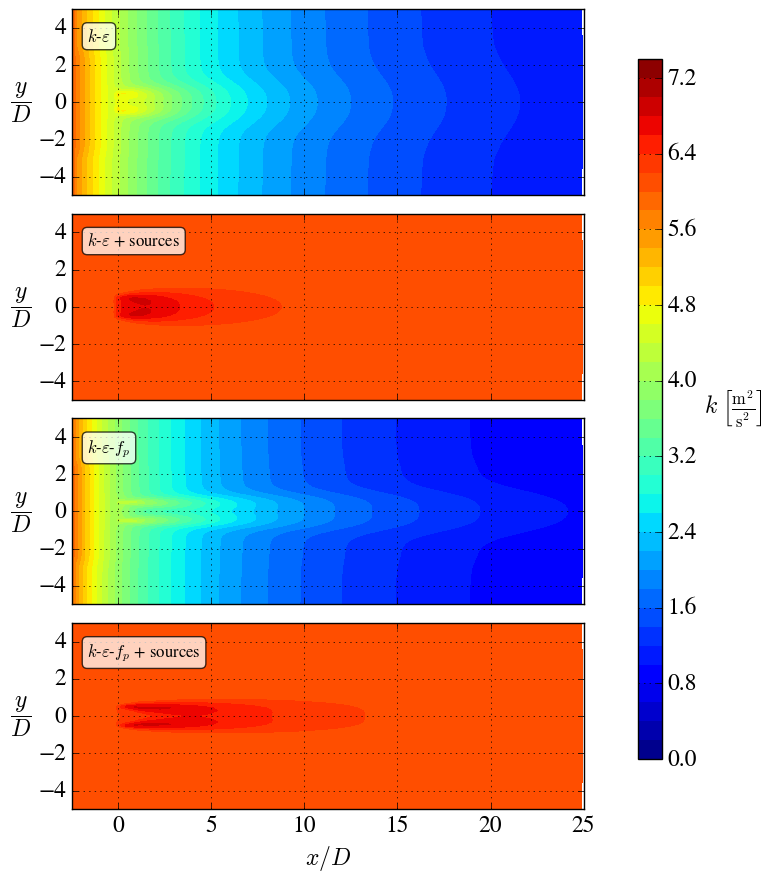 k-ε
4
2
0
−2
−4
y/D
k-ε + sources
4
2
0
−2
−4
y/D
k-ε-f_p
4
2
0
−2
−4
y/D
k-ε-f_p + sources
4
2
0
−2
−4
y/D
0 5 10 15 20 25
x/D
7.2
6.4
5.6
4.8
4.0
3.2
2.4
1.6
0.8
0.0
k [m²/s²]